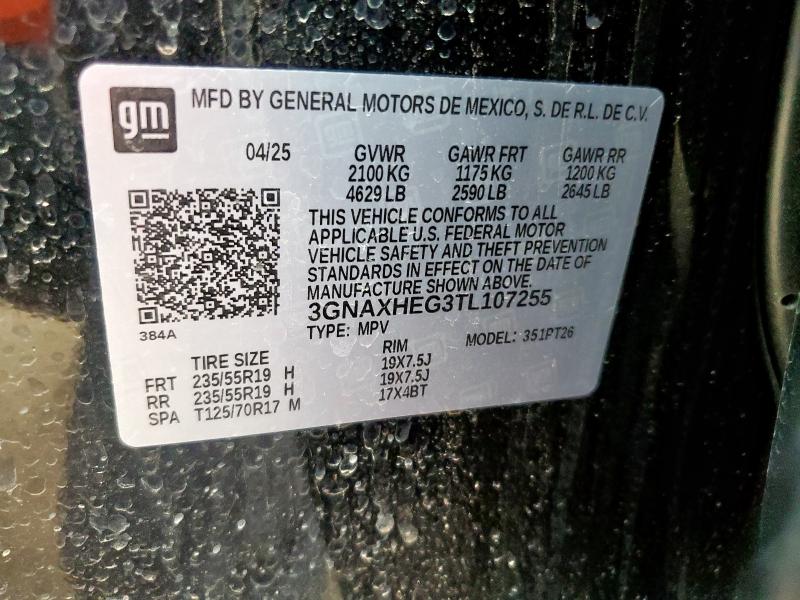 gm MFD BY GENERAL MOTORS DE MEXICO, S. DE R.L. DE C.V.
04/25 GVWR GAWR FRT GAWR RR
2100 KG 1175 KG 1200 KG
4629 LB 2590 LB 2645 LB
THIS VEHICLE CONFORMS TO ALL
APPLICABLE U.S. FEDERAL MOTOR
VEHICLE SAFETY AND THEFT PREVENTION
STANDARDS IN EFFECT ON THE DATE OF
MANUFACTURE SHOWN ABOVE.
3GNAXHEG3TL107255
384A TYPE: MPV MODEL: 351PT26
TIRE SIZE RIM
FRT 235/55R19 H 19X7.5J
RR 235/55R19 H 19X7.5J
SPA T125/70R17 M 17X4BT